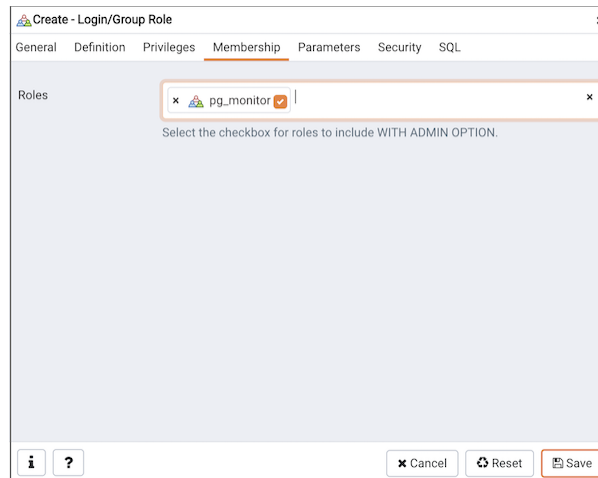 Create - Login/Group Role
General Definition Privileges Membership Parameters Security SQL
Roles
× pg_monitor ×
Select the checkbox for roles to include WITH ADMIN OPTION.
i ? Cancel Reset Save